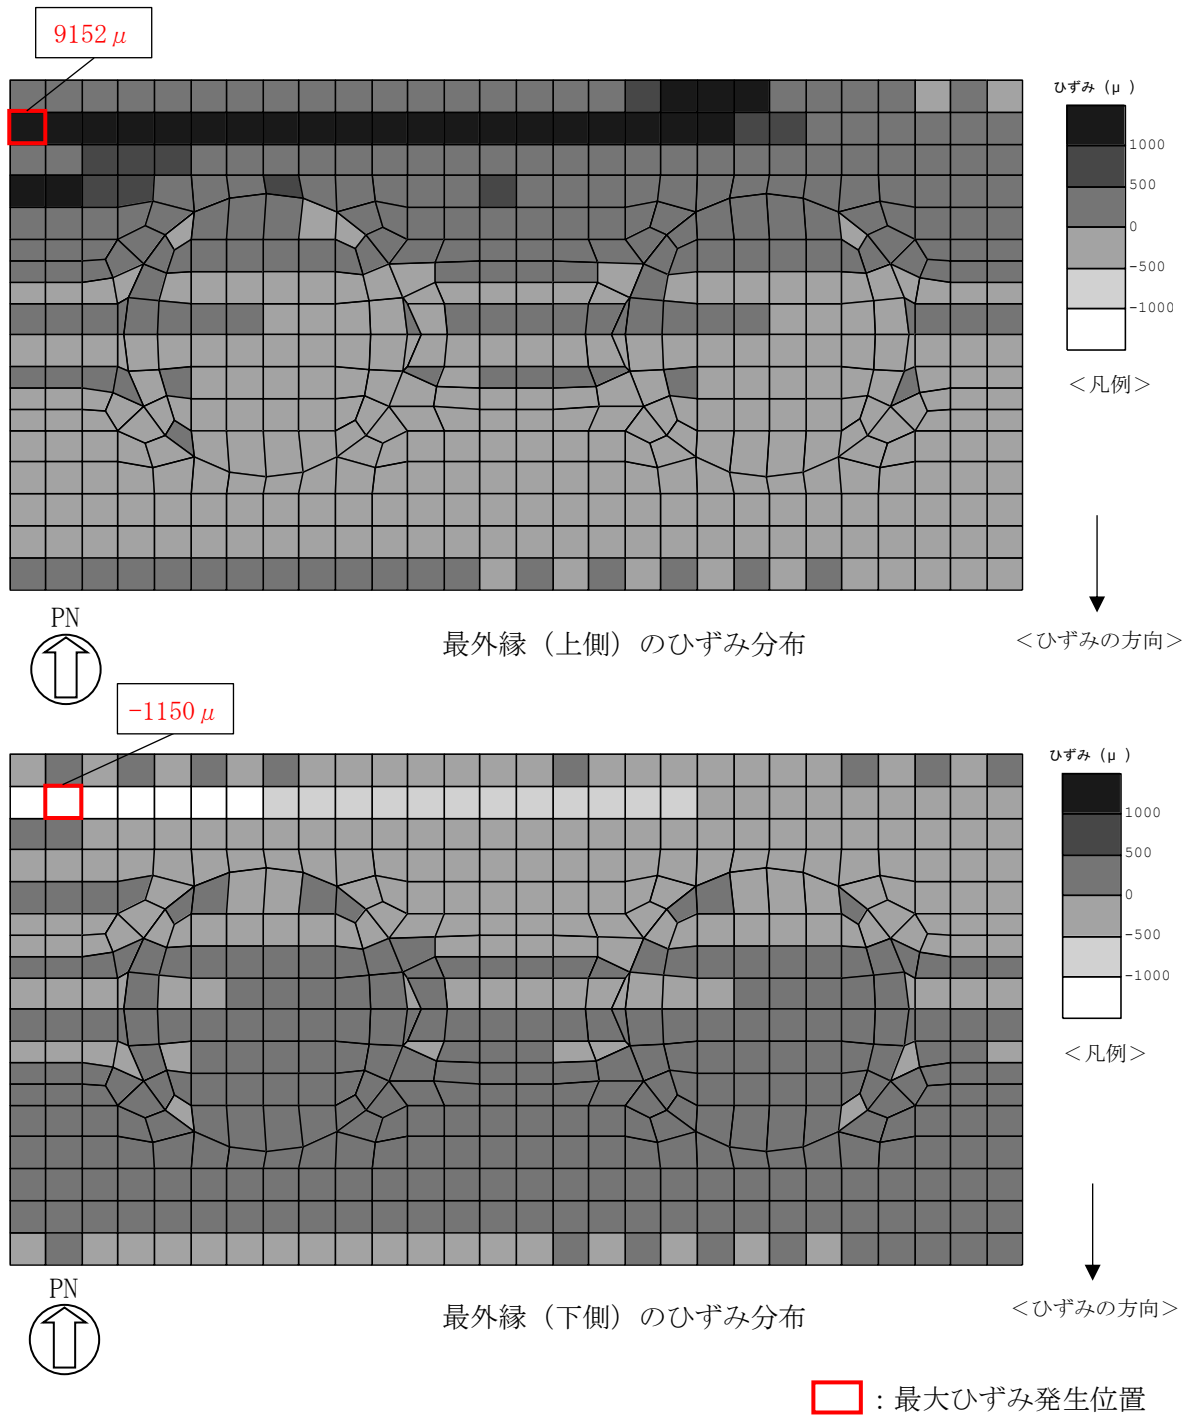 9152μ
ひずみ (μ )
1000
500
0
-500
-1000
＜凡例＞
PN
最外縁（上側）のひずみ分布
＜ひずみの方向＞
-1150μ
ひずみ (μ )
1000
500
0
-500
-1000
＜凡例＞
PN
最外縁（下側）のひずみ分布
＜ひずみの方向＞
：最大ひずみ発生位置